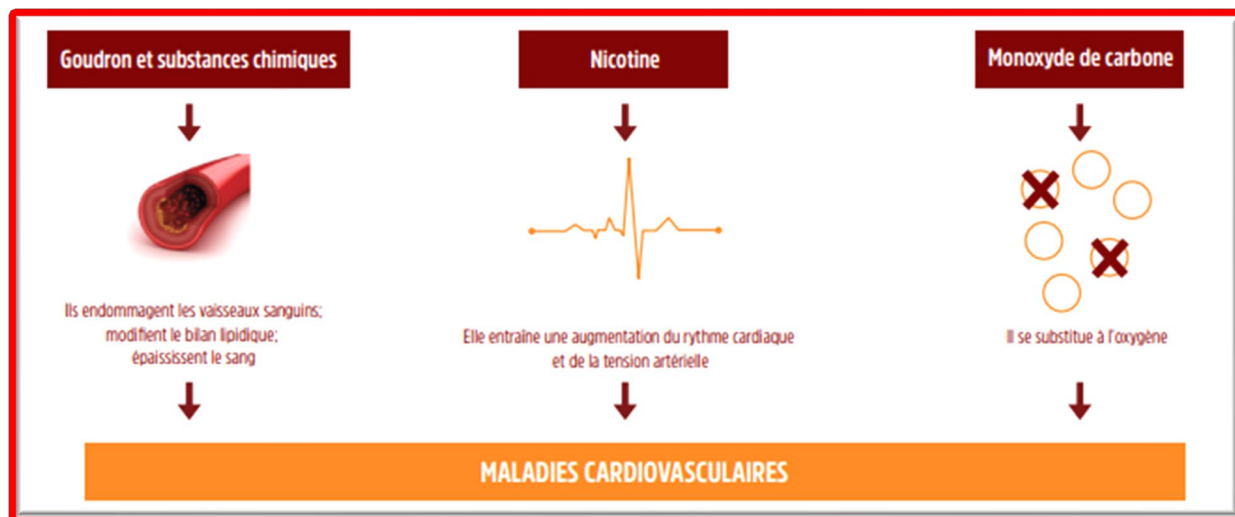 Goudron et substances chimiques
Nicotine
Monoxyde de carbone
Ils endommagent les vaisseaux sanguins;
modifient le bilan lipidique;
épaississent le sang
Elle entraîne une augmentation du rythme cardiaque
et de la tension artérielle
Il se substitue à l'oxygène
MALADIES CARDIOVASCULAIRES